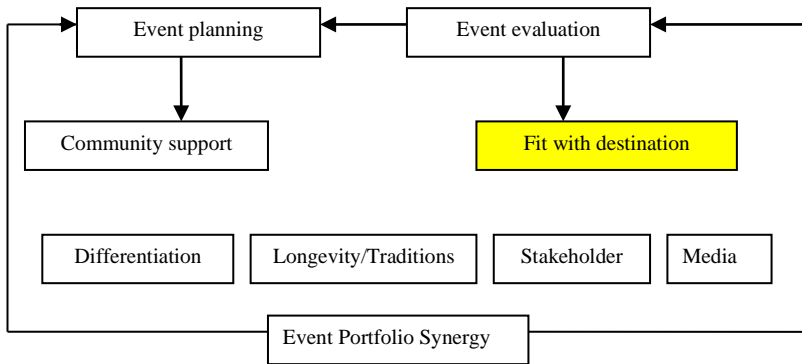 Event planning
Event evaluation
Community support
Fit with destination
Differentiation
Longevity/Traditions
Stakeholder
Media
Event Portfolio Synergy